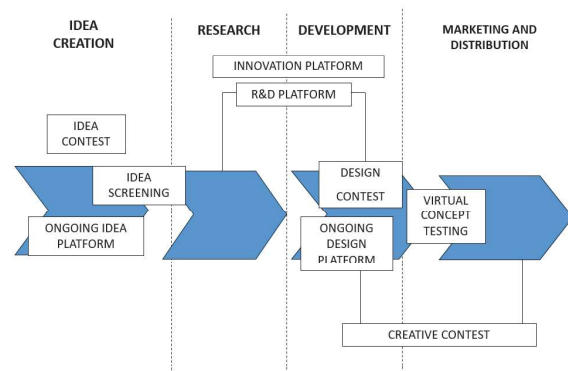 IDEA
CREATION
RESEARCH
DEVELOPMENT
MARKETING AND
DISTRIBUTION
INNOVATION PLATFORM
R&D PLATFORM
IDEA
CONTEST
IDEA
SCREENING
ONGOING IDEA
PLATFORM
DESIGN
CONTEST
ONGOING
DESIGN
PLATFORM
VIRTUAL
CONCEPT
TESTING
CREATIVE CONTEST